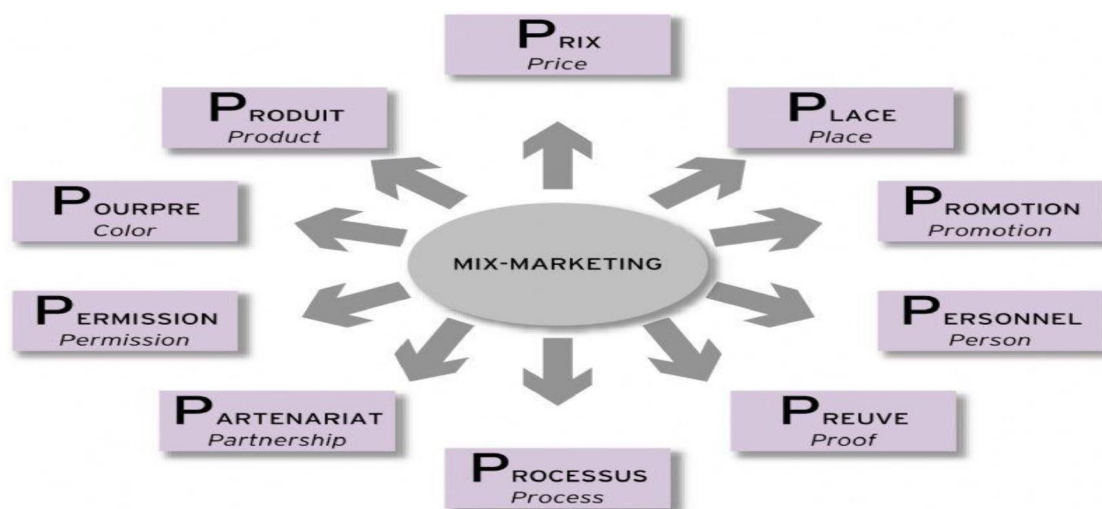 PRIX
Price
PRODUIT
Product
PLACE
Place
POURPRE
Color
PROMOTION
Promotion
MIX-MARKETING
PERMISSION
Permission
PERSONNEL
Person
PARTENARIAT
Partnership
PREUVE
Proof
PROCESSUS
Process